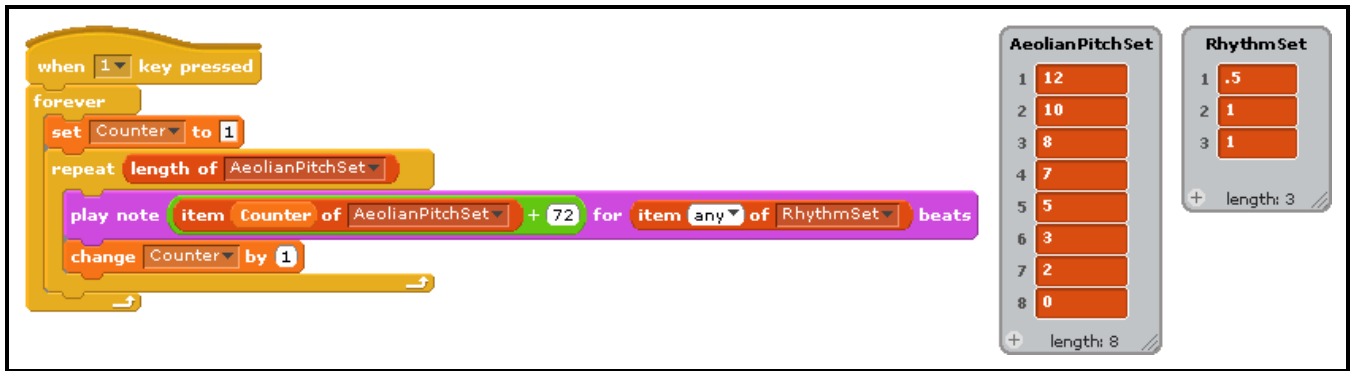 when 1 key pressed
forever
set Counter to 1
repeat length of AeolianPitchSet
play note item Counter of AeolianPitchSet + 72 for item any of RhythmSet beats
change Counter by 1
AeolianPitchSet
1 12
2 10
3 8
4 7
5 5
6 3
7 2
8 0
+ length: 8
RhythmSet
1 .5
2 1
3 1
+ length: 3